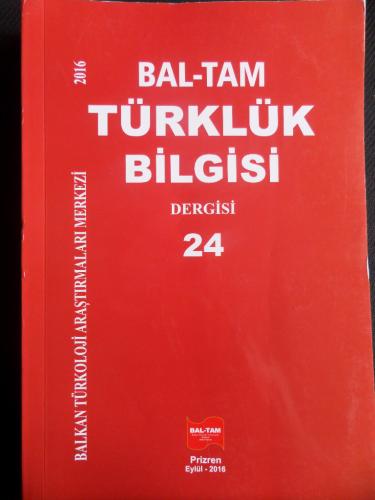 2016
BALKAN TÜRKOLOJİ ARAŞTIRMALARI MERKEZİ
BAL-TAM
TÜRKLÜK
BİLGİSİ
DERGİSİ
24
BAL-TAM
Prizren
Eylül - 2016